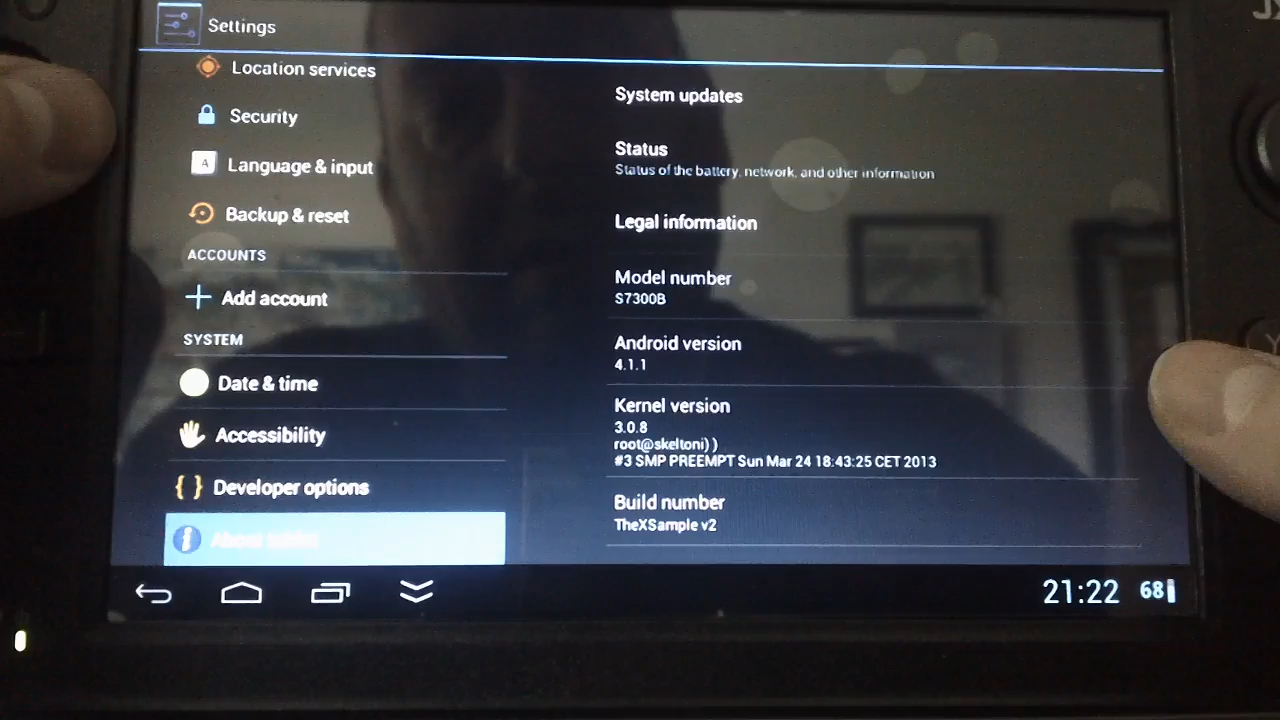 Settings
Location services
Security
Language & input
Backup & reset
ACCOUNTS
Add account
SYSTEM
Date & time
Accessibility
{ } Developer options
About tablet
System updates
Status
Status of the battery, network, and other information
Legal information
Model number
S7300B
Android version
4.1.1
Kernel version
3.0.8
root@skeltoni) )
#3 SMP PREEMPT Sun Mar 24 18:43:25 CET 2013
Build number
TheXSample v2
21:22 68